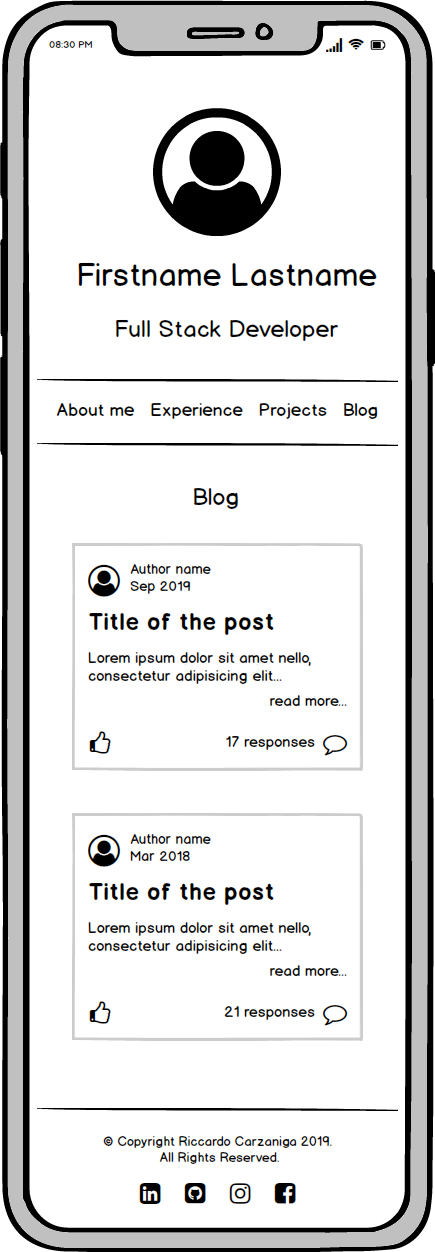 08:30 PM
Firstname Lastname
Full Stack Developer
About me Experience Projects Blog
Blog
Author name
Sep 2019
Title of the post
Lorem ipsum dolor sit amet nello,
consectetur adipisicing elit...
read more...
17 responses
Author name
Mar 2018
Title of the post
Lorem ipsum dolor sit amet nello,
consectetur adipisicing elit...
read more...
21 responses
© Copyright Riccardo Carzaniga 2019.
All Rights Reserved.
in